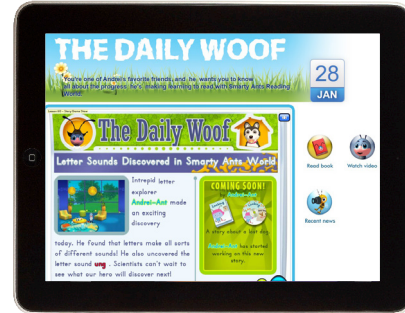 THE DAILY WOOF
You're one of Andrei's favorite friends, and he wants you to know
all about the progress he's making learning to read with Smarty Ants Reading
World.
28
JAN
The Daily Woof
Letter Sounds Discovered in Smarty Ants World
Intrepid letter
explorer
Andrei-Ant made
an exciting
discovery
today. He found that letters make all sorts
of different sounds! He also uncovered the
letter sound ung . Scientists can't wait to
see what our hero will discover next!
COMING SOON!
by Andrei-Ant
A story about a lost dog.
Andrei-Ant has started
working on this new
story.
Read book
Watch video
Recent news